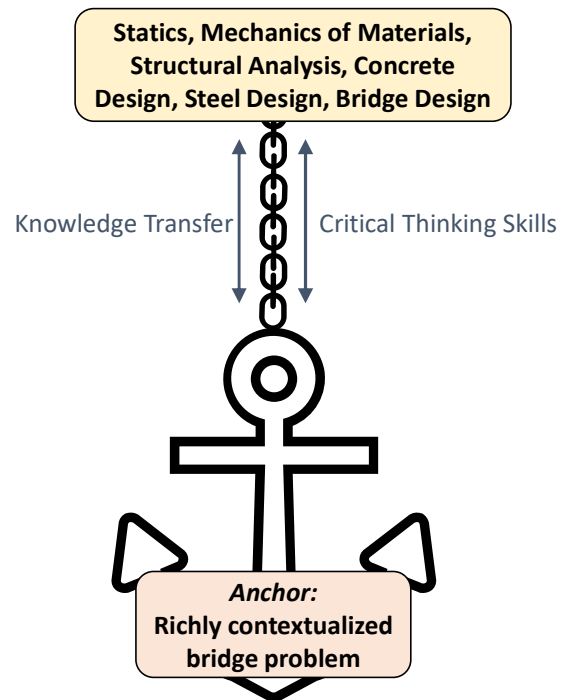 Statics, Mechanics of Materials,
Structural Analysis, Concrete
Design, Steel Design, Bridge Design
Knowledge Transfer
Critical Thinking Skills
Anchor:
Richly contextualized
bridge problem